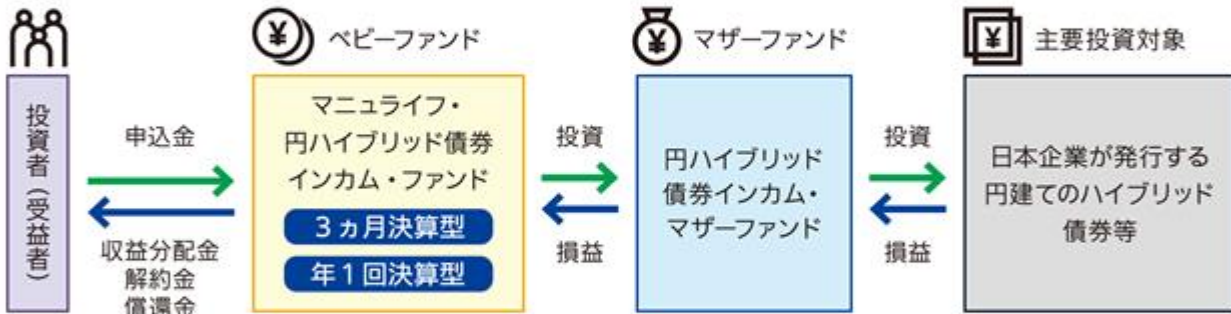 ベビーファンド
マザーファンド
主要投資対象
投資者（受益者）
申込金
収益分配金
解約金
償還金
マニュライフ・
円ハイブリッド債券
インカム・ファンド
3ヵ月決算型
年1回決算型
投資
損益
円ハイブリッド
債券インカム・
マザーファンド
投資
損益
日本企業が発行する
円建てのハイブリッド
債券等